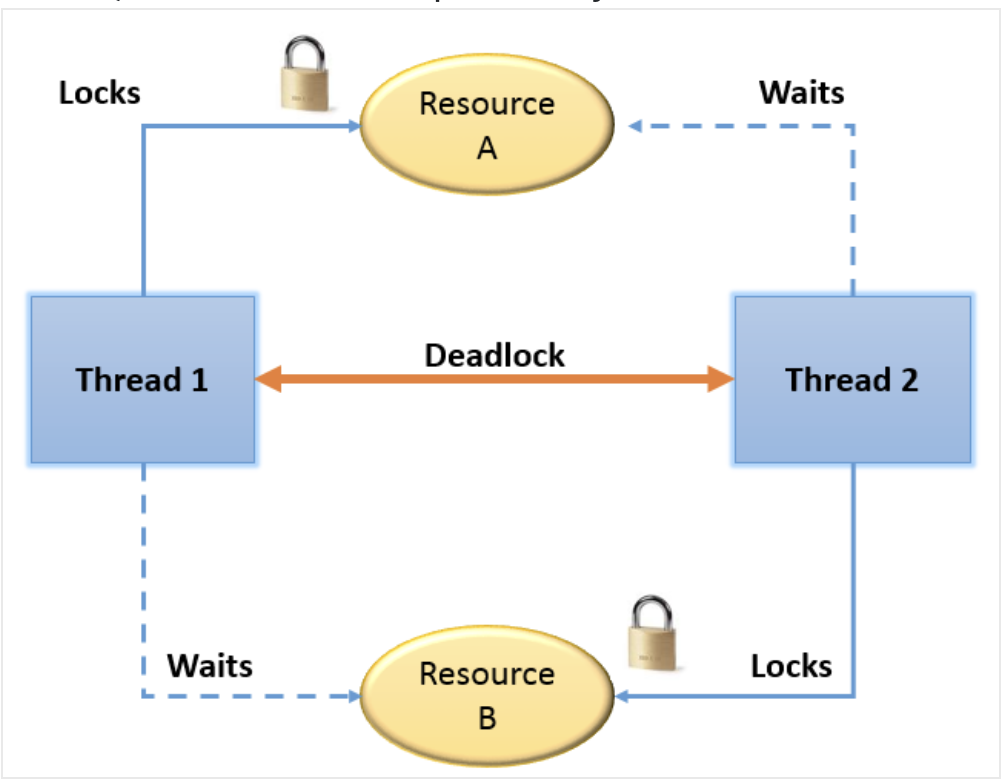 Locks
Resource
A
Waits
Thread 1
Deadlock
Thread 2
Waits
Resource
B
Locks